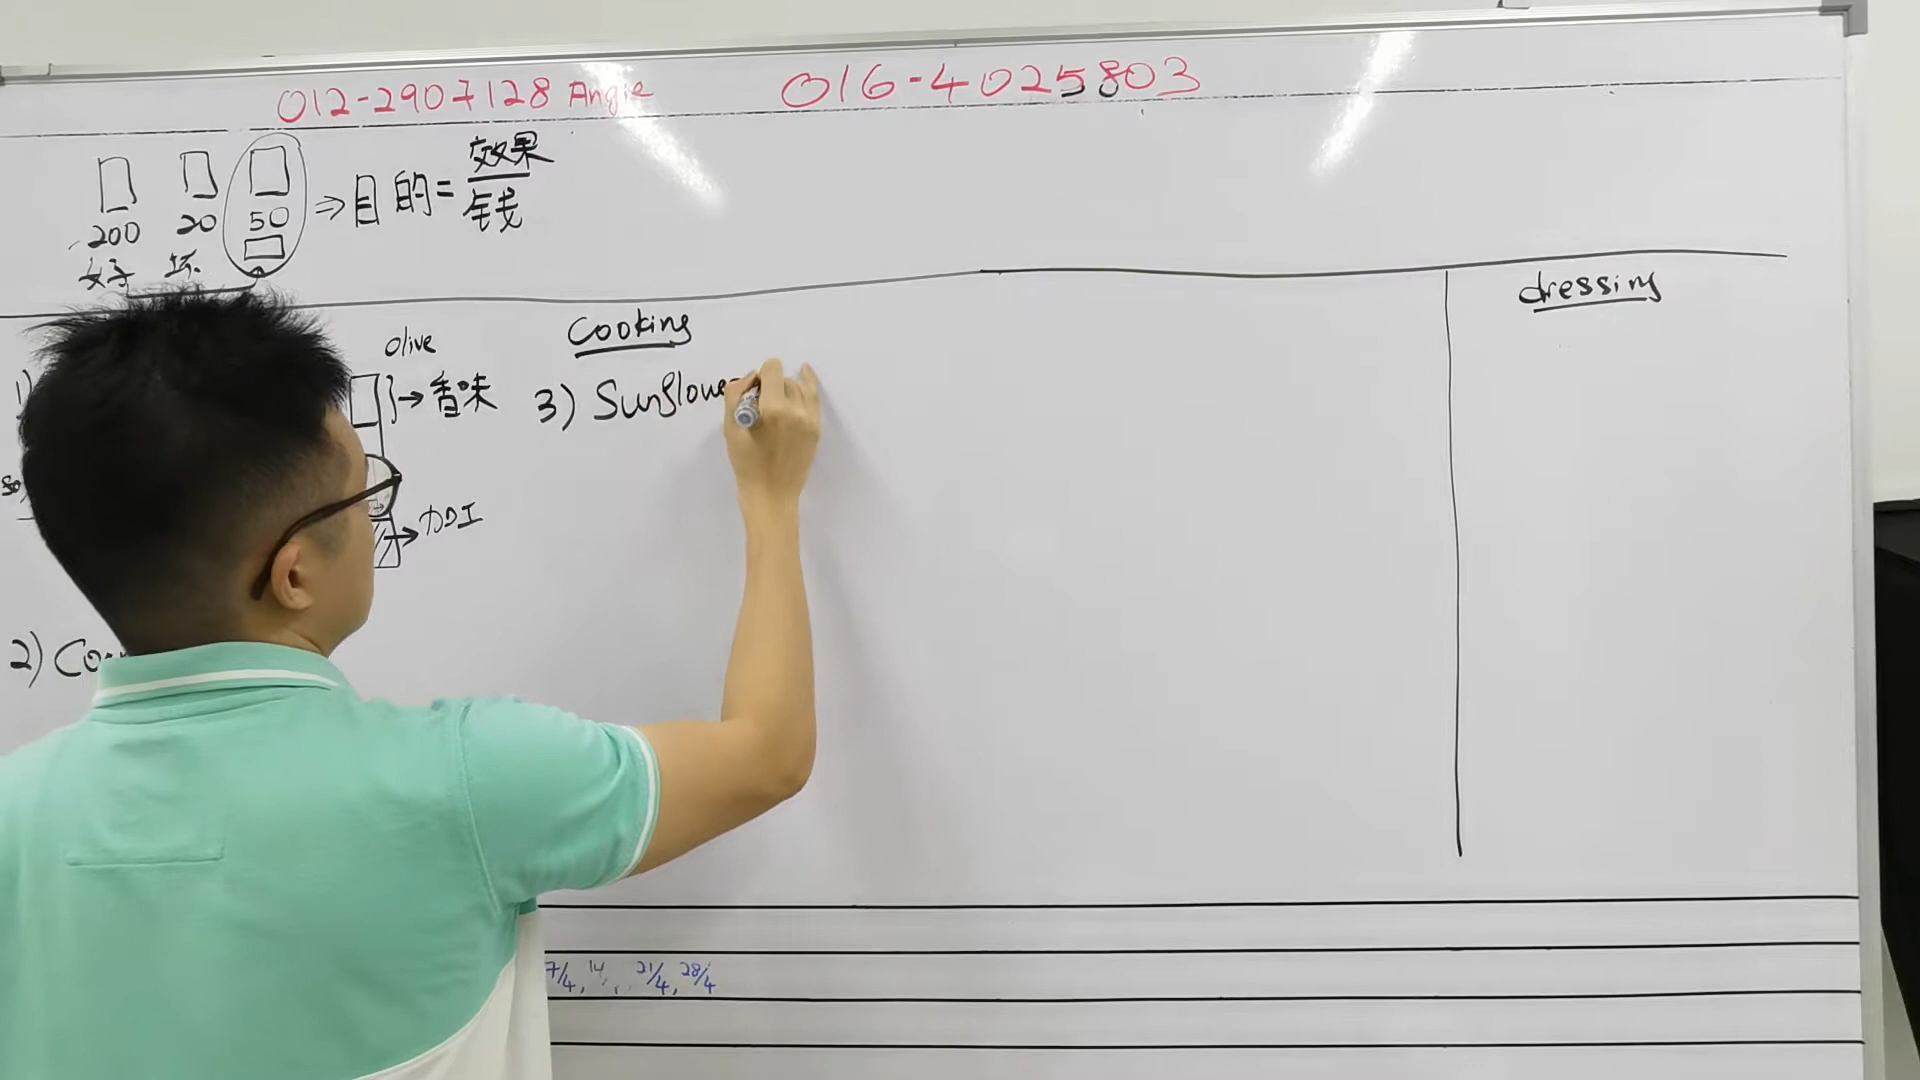 012-2907128 Angie 016-4025803
200 20 50 ⇒ 目的 = 效果
钱
好 坏
Cooking
dressing
1)
olive
→ 香味
3) Sunflowe
→ 加工
2) Co
7/4, 14, 21/4, 28/4